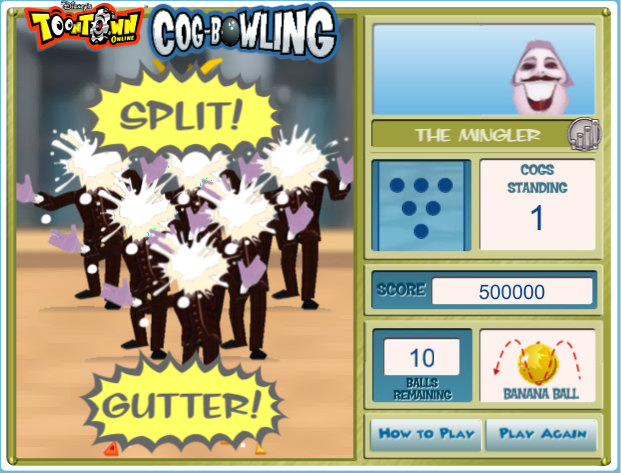 Disney's
TOONTOWN
ONLINE
COG-BOWLING
SPLIT!
THE MINGLER
COGS
STANDING
1
SCORE 500000
10
BALLS
REMAINING
BANANA BALL
GUTTER!
HOW TO PLAY
PLAY AGAIN